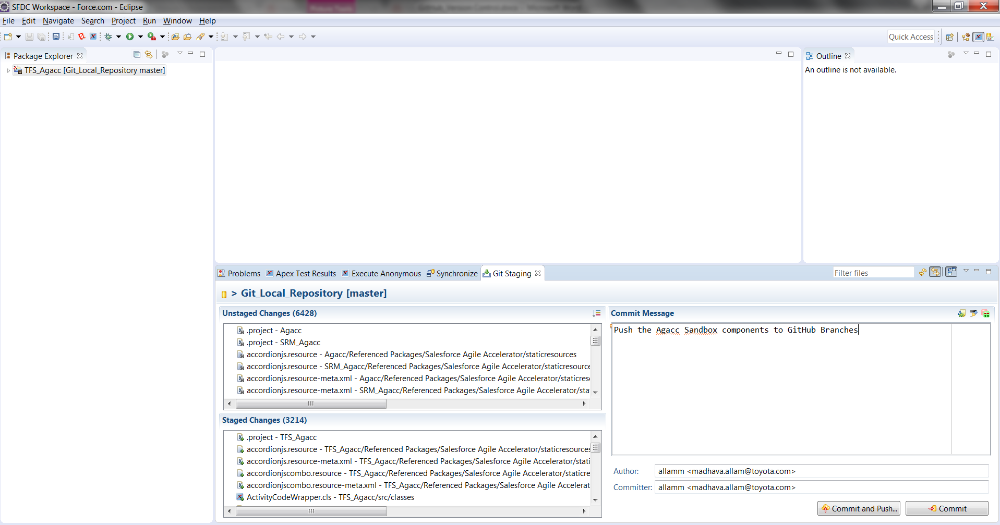 SFDC Workspace - Force.com - Eclipse
File Edit Navigate Search Project Run Window Help
Quick Access
Package Explorer
TFS_Agacc [Git_Local_Repository master]
Outline
An outline is not available.
Problems Apex Test Results Execute Anonymous Synchronize Git Staging
Filter files
> Git_Local_Repository [master]
Unstaged Changes (6428)
.project - Agacc
.project - SRM_Agacc
accordionjs.resource - Agacc/Referenced Packages/Salesforce Agile Accelerator/staticresources
accordionjs.resource - SRM_Agacc/Referenced Packages/Salesforce Agile Accelerator/staticresource
accordionjs.resource-meta.xml - Agacc/Referenced Packages/Salesforce Agile Accelerator/staticres
accordionjs.resource-meta.xml - SRM_Agacc/Referenced Packages/Salesforce Agile Accelerator/sta
Staged Changes (3214)
.project - TFS_Agacc
accordionjs.resource - TFS_Agacc/Referenced Packages/Salesforce Agile Accelerator/staticresources
accordionjs.resource-meta.xml - TFS_Agacc/Referenced Packages/Salesforce Agile Accelerator/stati
accordionjscombo.resource - TFS_Agacc/Referenced Packages/Salesforce Agile Accelerator/staticre
accordionjscombo.resource-meta.xml - TFS_Agacc/Referenced Packages/Salesforce Agile Accelerat
ActivityCodeWrapper.cls - TFS_Agacc/src/classes
Commit Message
Push the Agacc Sandbox components to GitHub Branches
Author: allamm <madhava.allam@toyota.com>
Committer: allamm <madhava.allam@toyota.com>
Commit and Push... Commit